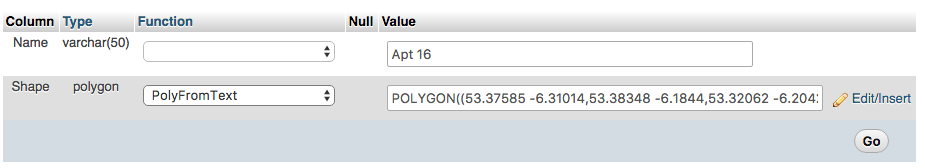 Column Type Function Null Value
Name varchar(50) Apt 16
Shape polygon PolyFromText POLYGON((53.37585 -6.31014,53.38348 -6.1844,53.32062 -6.204 Edit/Insert
Go